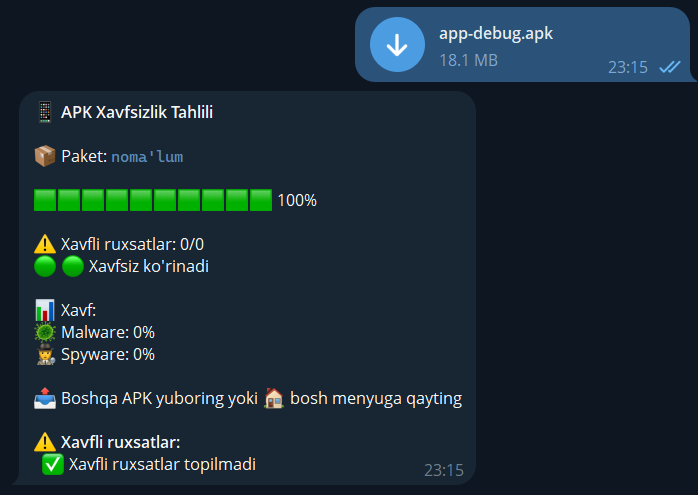 app-debug.apk
18.1 MB
23:15
APK Xavfsizlik Tahlili
Paket: noma'lum
100%
Xavfli ruxsatlar: 0/0
Xavfsiz ko'rinadi
Xavf:
Malware: 0%
Spyware: 0%
Boshqa APK yuboring yoki bosh menyuga qayting
Xavfli ruxsatlar:
Xavfli ruxsatlar topilmadi
23:15